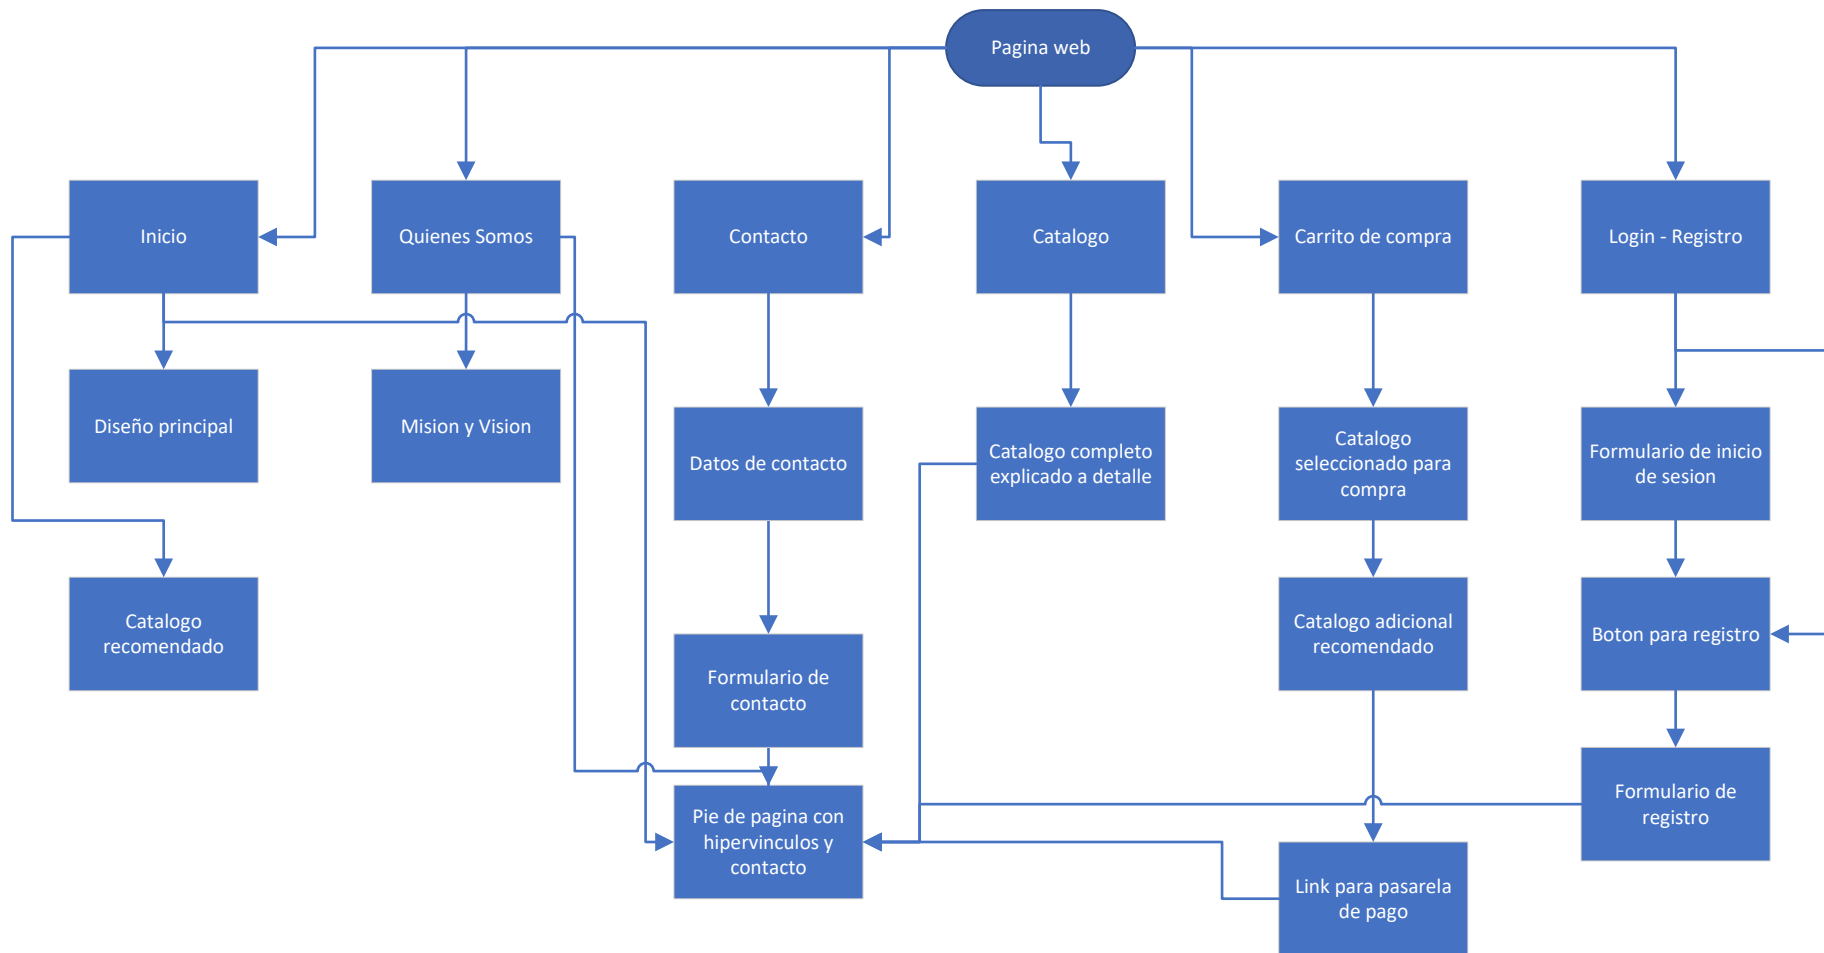 Pagina web
Inicio
Quienes Somos
Contacto
Catalogo
Carrito de compra
Login - Registro
Diseño principal
Mision y Vision
Datos de contacto
Catalogo completo
explicado a detalle
Catalogo
seleccionado para
compra
Formulario de inicio
de sesion
Catalogo
recomendado
Formulario de
contacto
Catalogo adicional
recomendado
Boton para registro
Pie de pagina con
hipervinculos y
contacto
Formulario de
registro
Link para pasarela
de pago